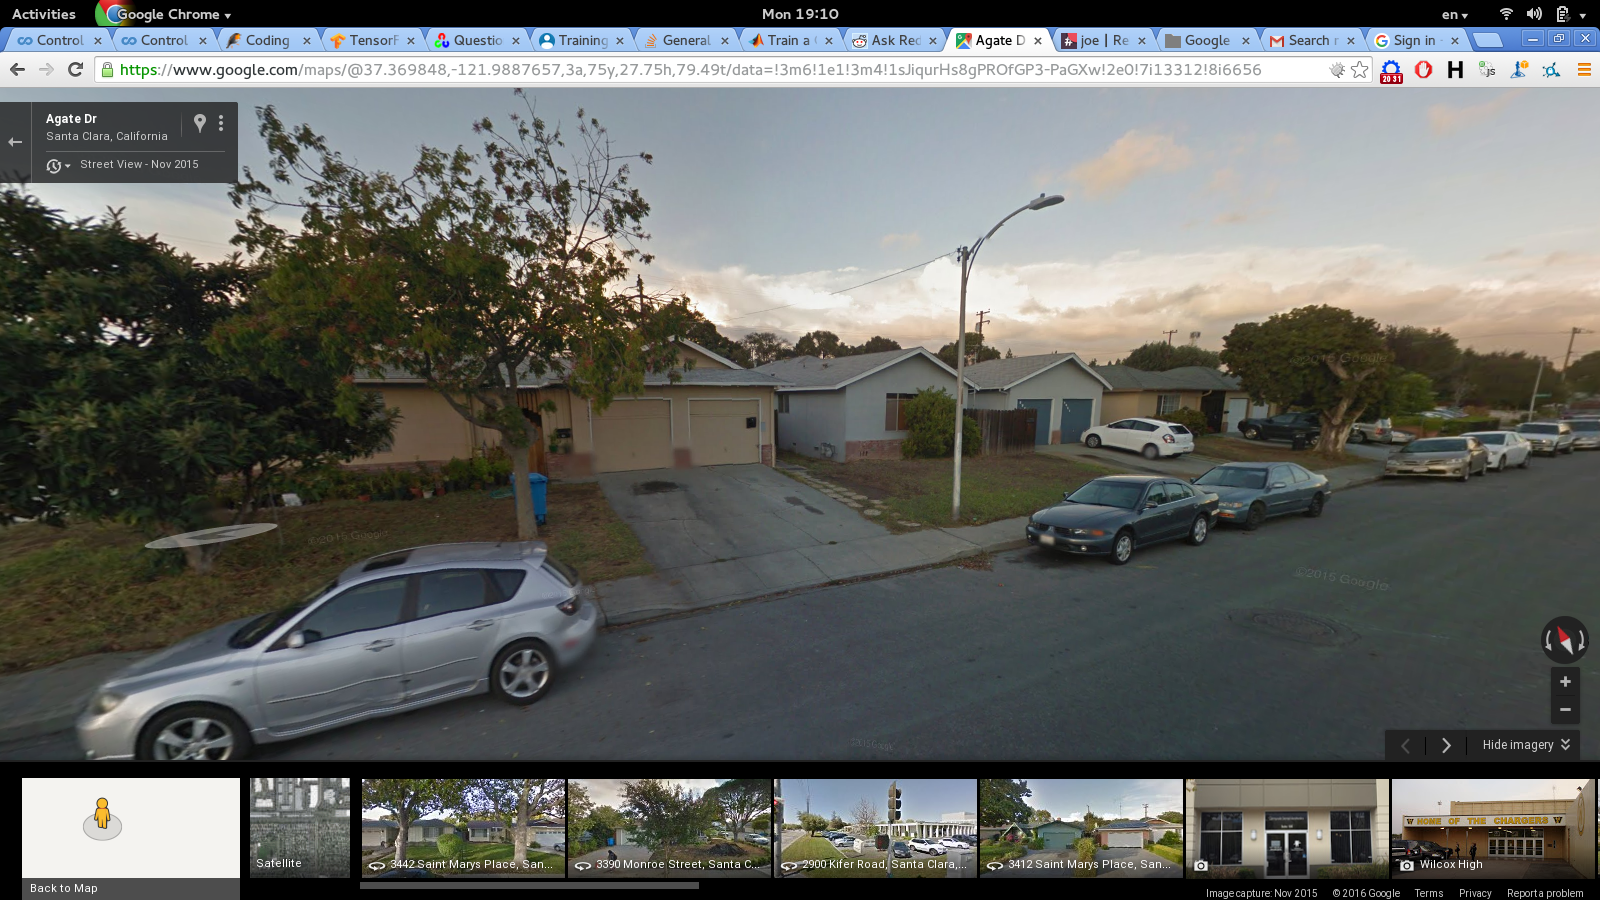 Activities
Google Chrome
Mon 19:10
en
Control
Control
Coding
TensorF
Questio
Training
General
Train a
Ask Red
Agate D
joe | Re
Google
Search r
Sign in
https://www.google.com/maps/@37.369848,-121.9887657,3a,75y,27.75h,79.49t/data=!3m6!1e1!3m4!1sJiqurHs8gPROfGP3-PaGXw!2e0!7i13312!8i6656
20 31
H
js
Agate Dr
Santa Clara, California
Street View - Nov 2015
©2016 Google
©2016 Google
©2016 Google
Hide imagery
Back to Map
Satellite
3442 Saint Marys Place, San...
3390 Monroe Street, Santa C...
2900 Kifer Road, Santa Clara,...
3412 Saint Marys Place, San...
W HOME OF THE CHARGERS W
Wilcox High
Image capture: Nov 2015 © 2016 Google Terms Privacy Report a problem